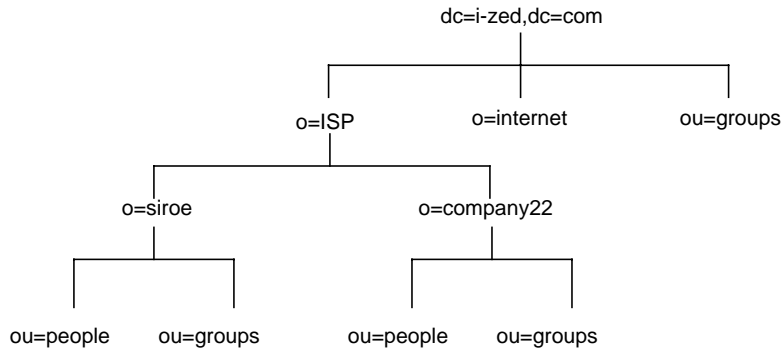 dc=i-zed,dc=com
o=ISP
o=internet
ou=groups
o=siroe
o=company22
ou=people
ou=groups
ou=people
ou=groups